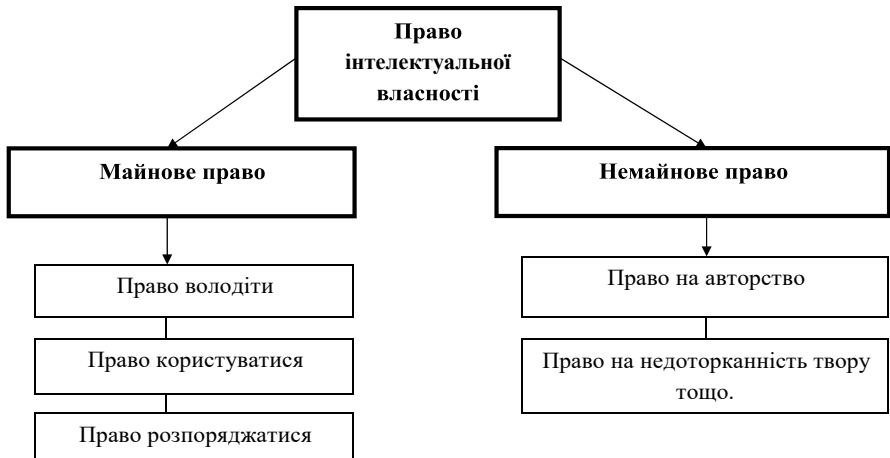 Право
інтелектуальної
власності
Майнове право
Немайнове право
Право володіти
Право користуватися
Право розпоряджатися
Право на авторство
Право на недоторканність твору
тощо.